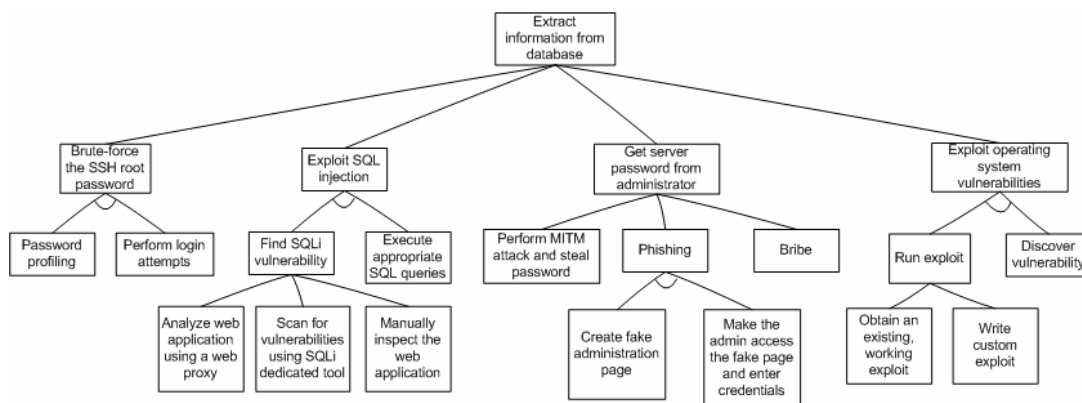 Extract
information from
database
Brute-force
the SSH root
password
Exploit SQL
injection
Get server
password from
administrator
Exploit operating
system
vulnerabilities
Password
profiling
Perform login
attempts
Find SQLi
vulnerability
Execute
appropriate
SQL queries
Perform MITM
attack and steal
password
Phishing
Bribe
Run exploit
Discover
vulnerability
Analyze web
application
using a web
proxy
Scan for
vulnerabilities
using SQLi
dedicated tool
Manually
inspect the
web
application
Create fake
administration
page
Make the
admin access
the fake page
and enter
credentials
Obtain an
existing,
working
exploit
Write
custom
exploit